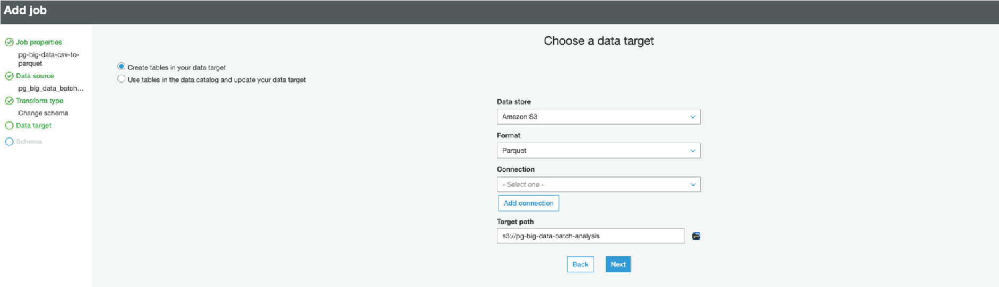 Add job
Job properties
pg-big-data-csv-to-
parquet
Data source
pg_big_data_batch...
Transform type
Change schema
Data target
Schema
Choose a data target
Create tables in your data target
Use tables in the data catalog and update your data target
Data store
Amazon S3
Format
Parquet
Connection
- Select one -
Add connection
Target path
s3://pg-big-data-batch-analysis
Back Next